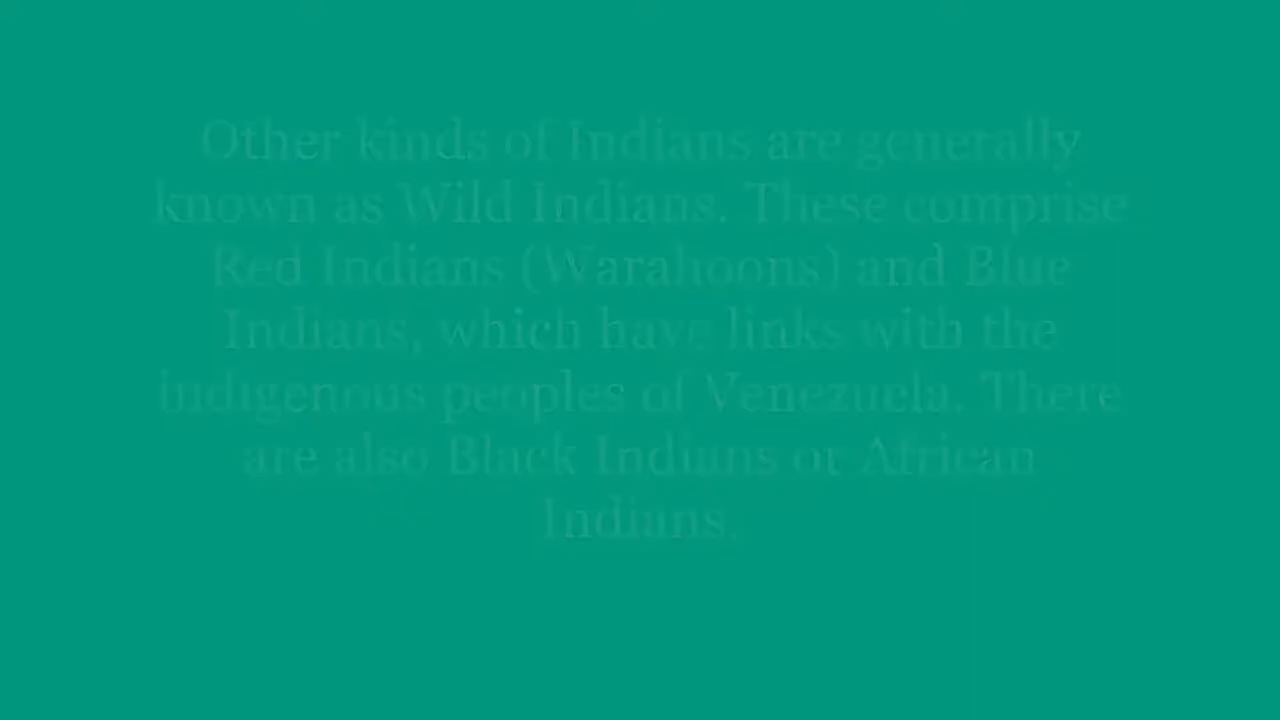 Other kinds of Indians are generally
known as Wild Indians. These comprise
Red Indians (Warahoons) and Blue
Indians, which have links with the
indigenous peoples of Venezuela. There
are also Black Indians or African
Indians.